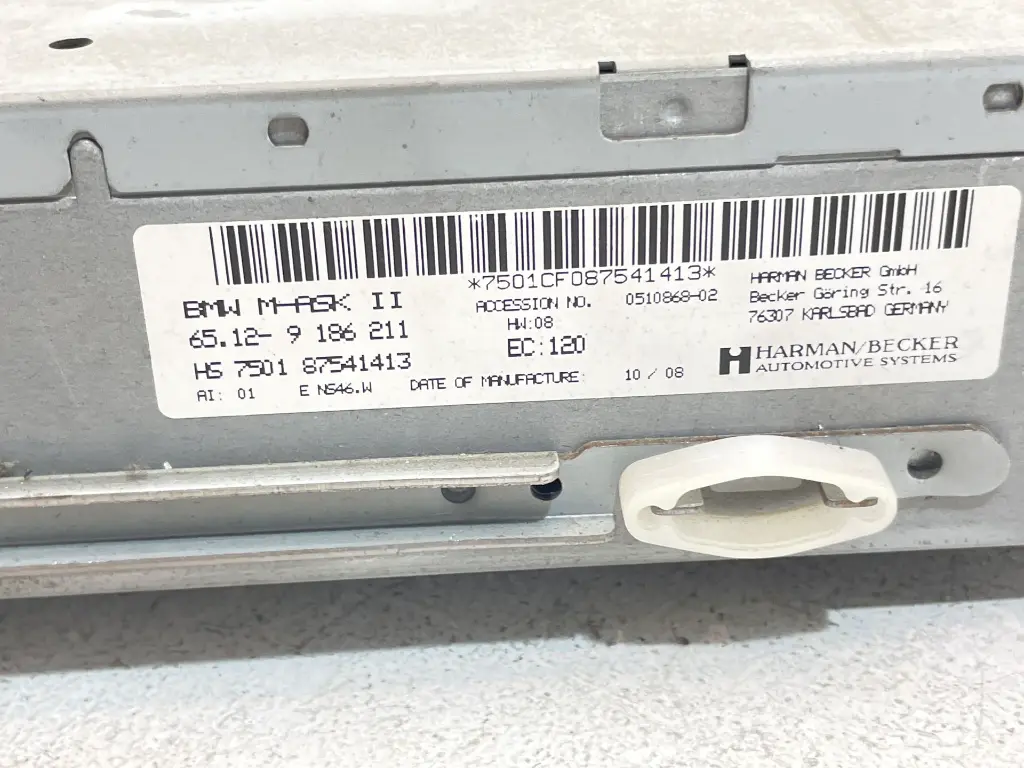 *7501CF087541413*
BMW M-ASK II
65.12- 9 186 211
HS 7501 87541413
AI: 01 E NS46.W
ACCESSION NO. 0510868-02
HW:08
EC:120
DATE OF MANUFACTURE: 10/08
HARMAN BECKER GmbH
Becker Göring Str. 16
76307 KARLSBAD GERMANY
HARMAN/BECKER
AUTOMOTIVE SYSTEMS